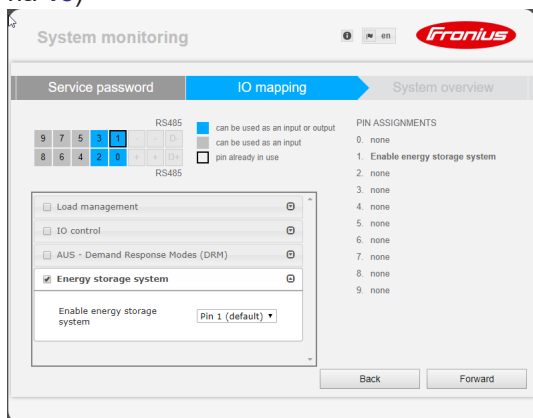 System monitoring
en
Fronius
Service password
IO mapping
System overview
RS485
9 7 5 3 1 - - D-
8 6 4 2 0 + + D+
RS485
can be used as an input or output
can be used as an input
pin already in use
PIN ASSIGNMENTS
0. none
1. Enable energy storage system
2. none
3. none
4. none
5. none
6. none
7. none
8. none
9. none
Load management
IO control
AUS - Demand Response Modes (DRM)
Energy storage system
Enable energy storage
system
Pin 1 (default)
Back
Forward